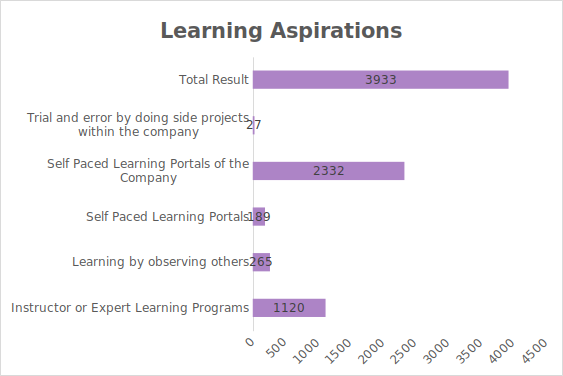 Learning Aspirations
Total Result
3933
Trial and error by doing side projects
within the company
27
Self Paced Learning Portals of the
Company
2332
Self Paced Learning Portals
189
Learning by observing others
265
Instructor or Expert Learning Programs
1120
0
500
1000
1500
2000
2500
3000
3500
4000
4500